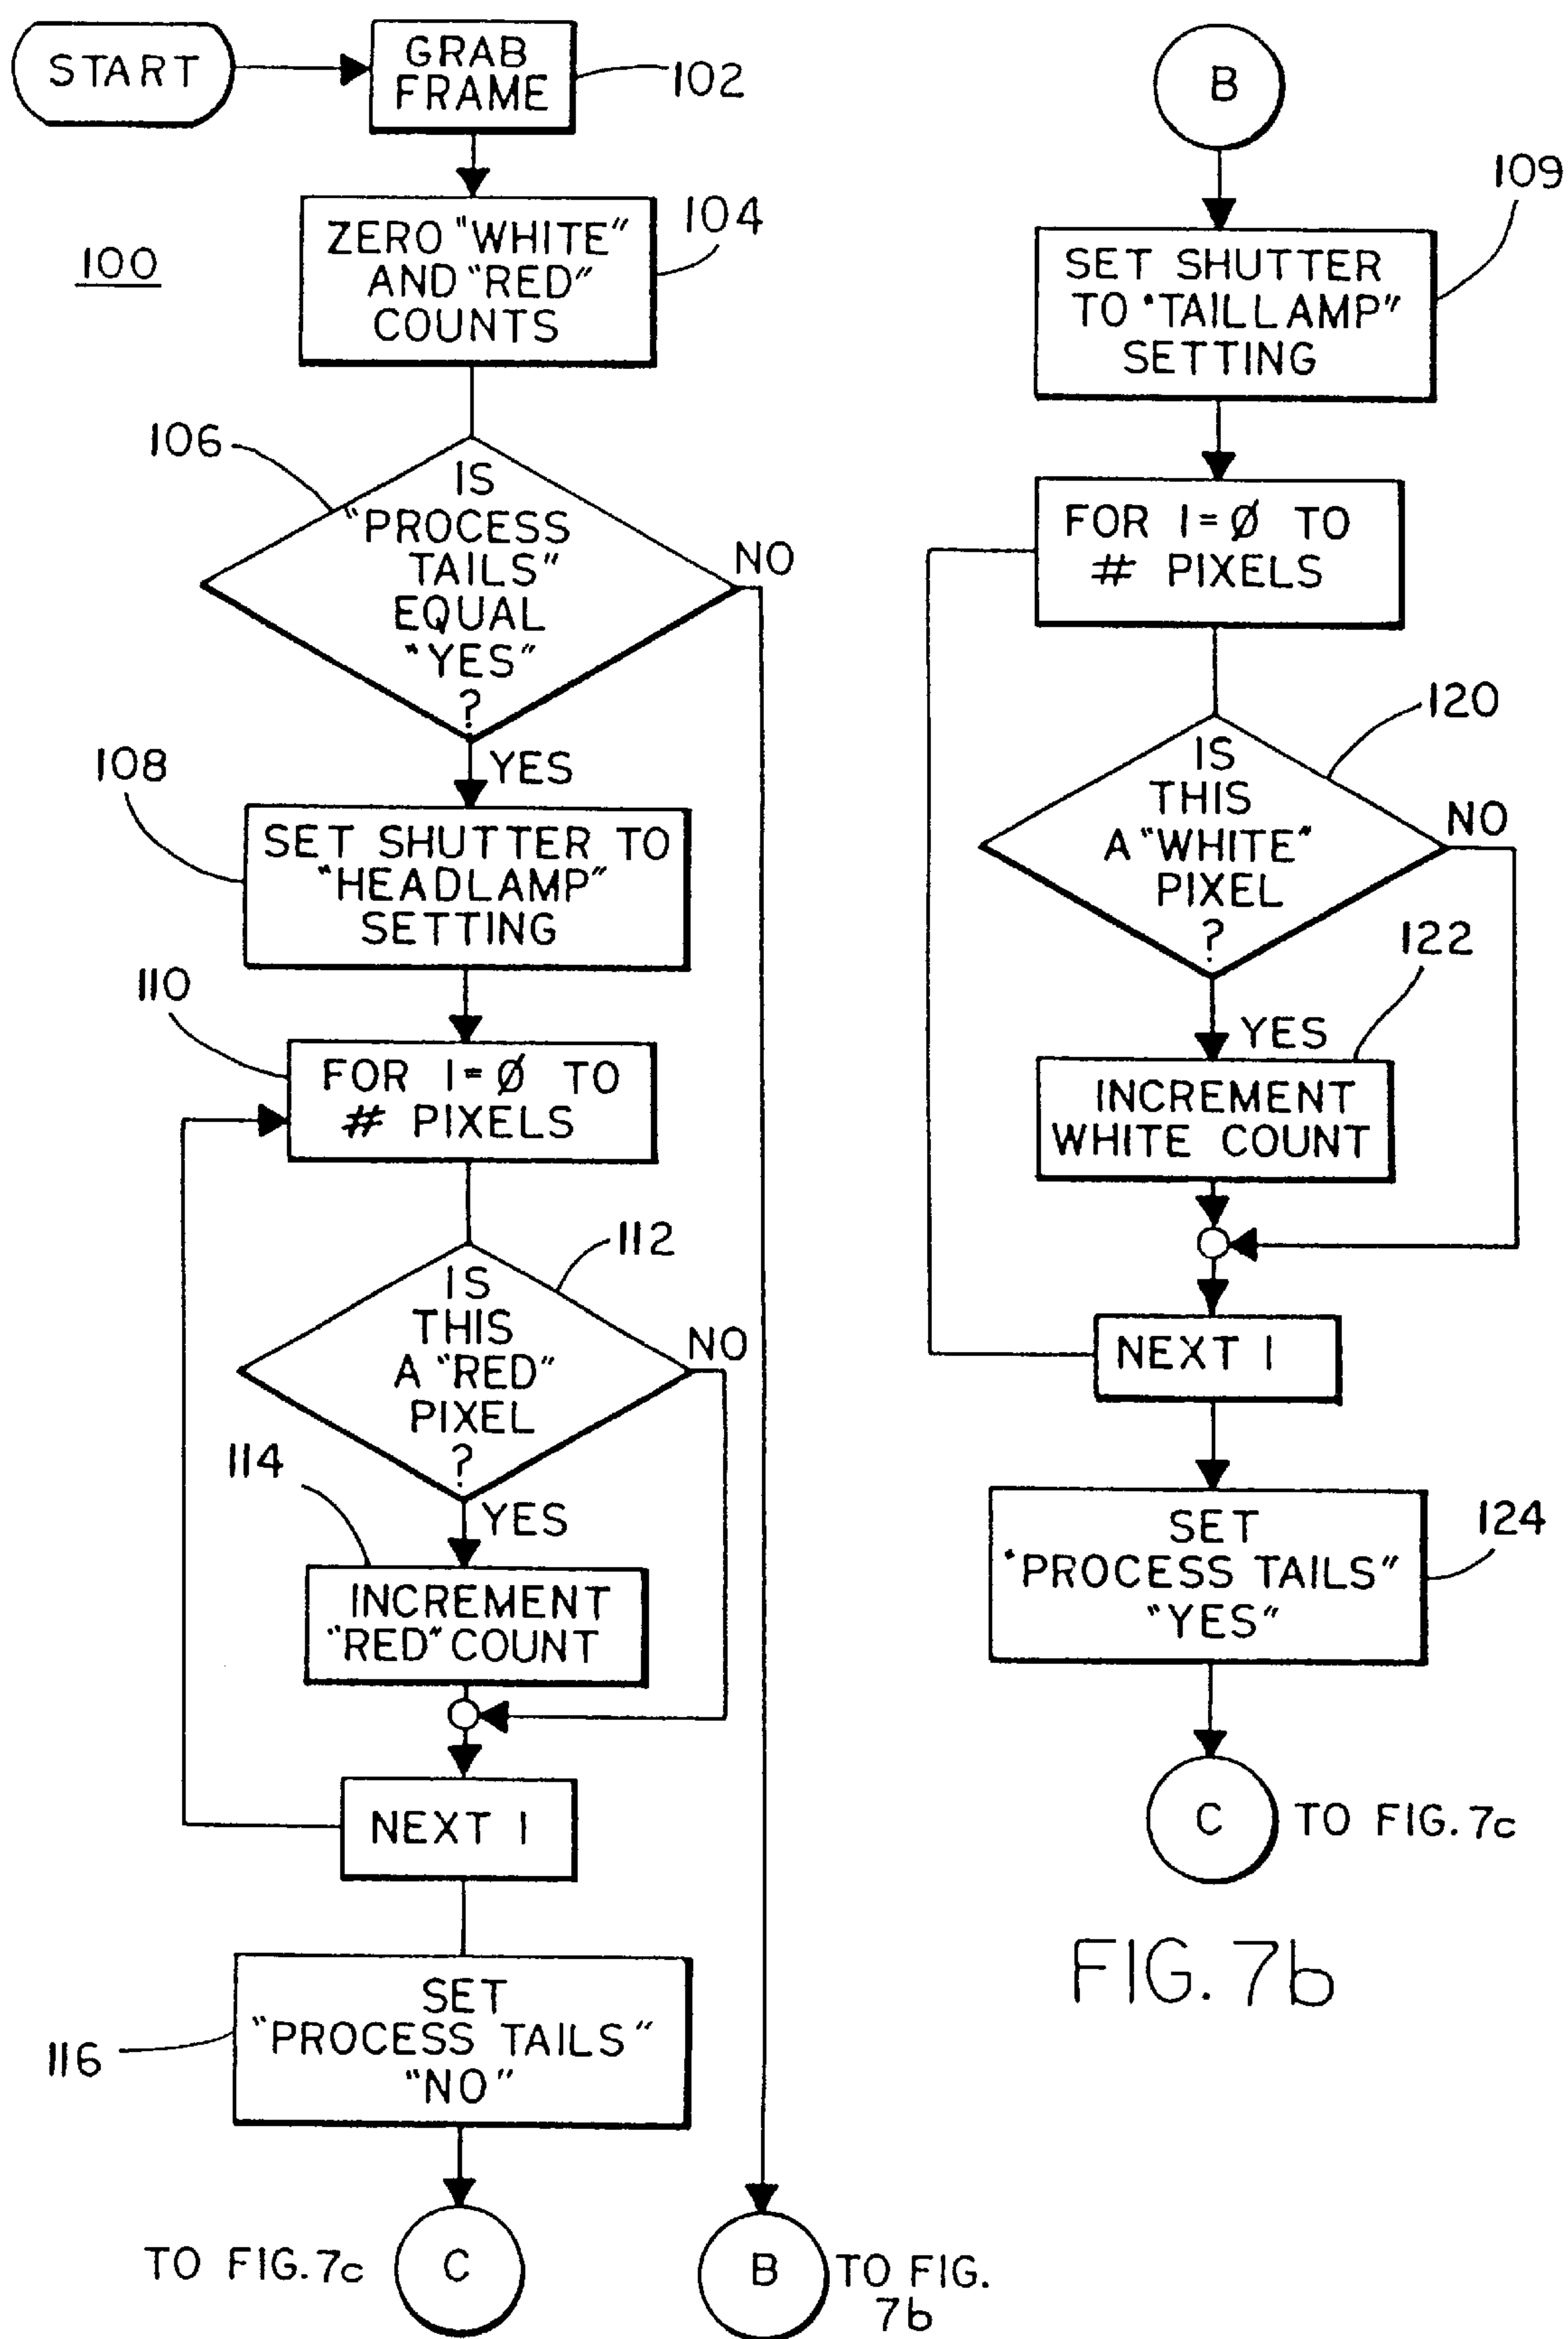 START
GRAB
FRAME
102
100
ZERO "WHITE"
AND "RED"
COUNTS
104
106
IS
"PROCESS
TAILS"
EQUAL
"YES"
?
NO
YES
108
SET SHUTTER TO
"HEADLAMP"
SETTING
110
FOR I=Ø TO
# PIXELS
112
IS
THIS
A "RED"
PIXEL
?
NO
YES
114
INCREMENT
"RED" COUNT
NEXT I
116
SET
"PROCESS TAILS"
"NO"
TO FIG. 7c
C
B
TO FIG.
7b
B
109
SET SHUTTER
TO "TAILLAMP"
SETTING
FOR I=Ø TO
# PIXELS
120
IS
THIS
A "WHITE"
PIXEL
?
NO
YES
122
INCREMENT
WHITE COUNT
NEXT I
124
SET
"PROCESS TAILS"
"YES"
C
TO FIG. 7c
FIG. 7b